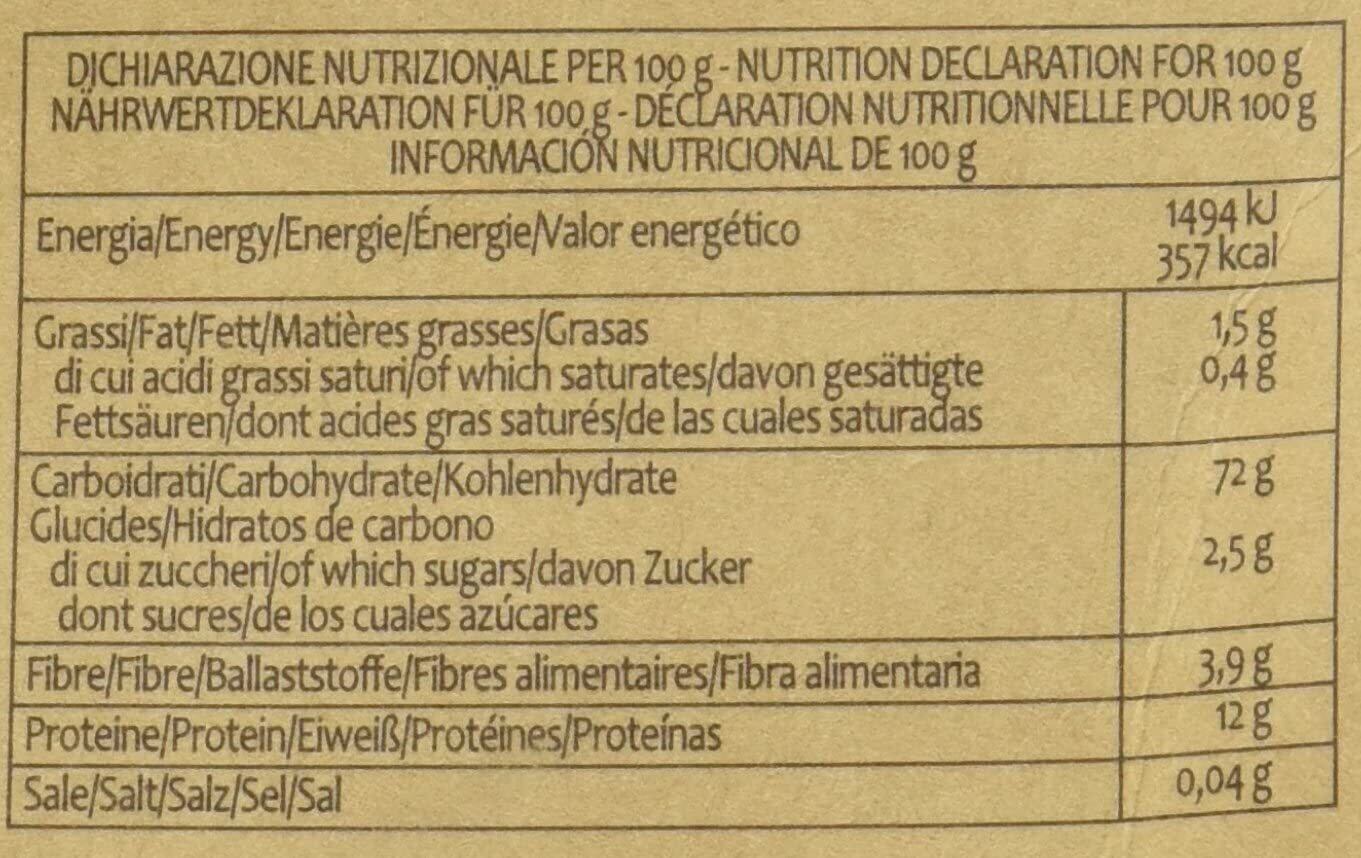 DICHIARAZIONE NUTRIZIONALE PER 100 g - NUTRITION DECLARATION FOR 100 g
NÄHRWERTDEKLARATION FÜR 100 g - DÉCLARATION NUTRITIONNELLE POUR 100 g
INFORMACIÓN NUTRICIONAL DE 100 g
Energia/Energy/Energie/Énergie/Valor energético 1494 kJ
357 kcal
Grassi/Fat/Fett/Matières grasses/Grasas 1,5 g
di cui acidi grassi saturi/of which saturates/davon gesättigte 0,4 g
Fettsäuren/dont acides gras saturés/de las cuales saturadas
Carboidrati/Carbohydrate/Kohlenhydrate 72 g
Glucides/Hidratos de carbono
di cui zuccheri/of which sugars/davon Zucker 2,5 g
dont sucres/de los cuales azúcares
Fibre/Fibre/Ballaststoffe/Fibres alimentaires/Fibra alimentaria 3,9 g
Proteine/Protein/Eiweiß/Protéines/Proteínas 12 g
Sale/Salt/Salz/Sel/Sal 0,04 g